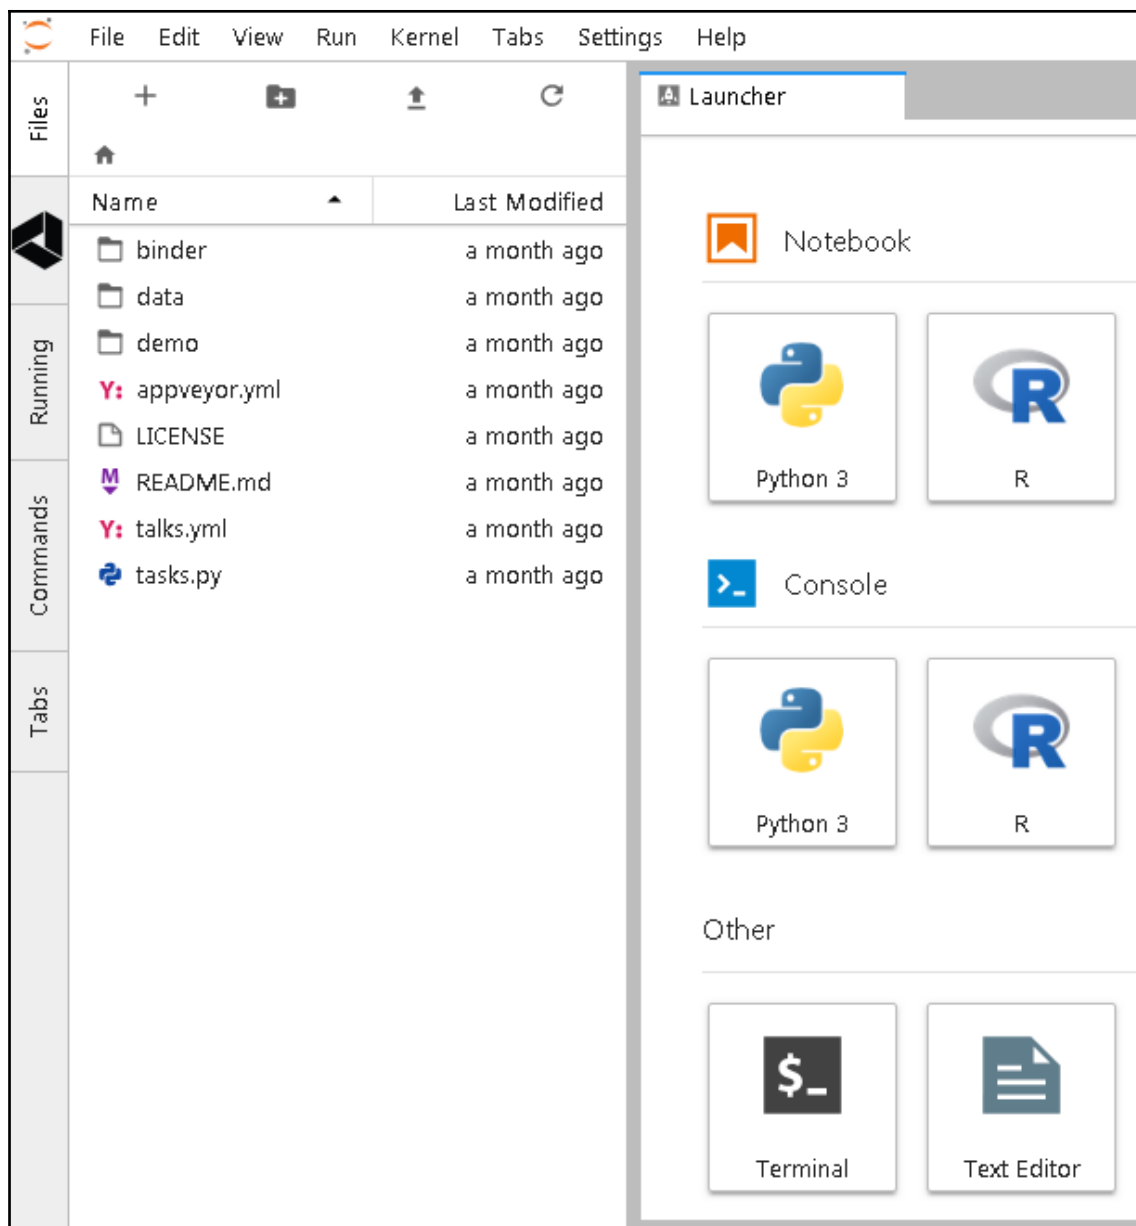 File Edit View Run Kernel Tabs Settings Help
Files
Running
Commands
Tabs
Name Last Modified
binder a month ago
data a month ago
demo a month ago
Y: appveyor.yml a month ago
LICENSE a month ago
M README.md a month ago
Y: talks.yml a month ago
tasks.py a month ago
Launcher
Notebook
Python 3 R
>_ Console
Python 3 R
Other
$_
Terminal Text Editor